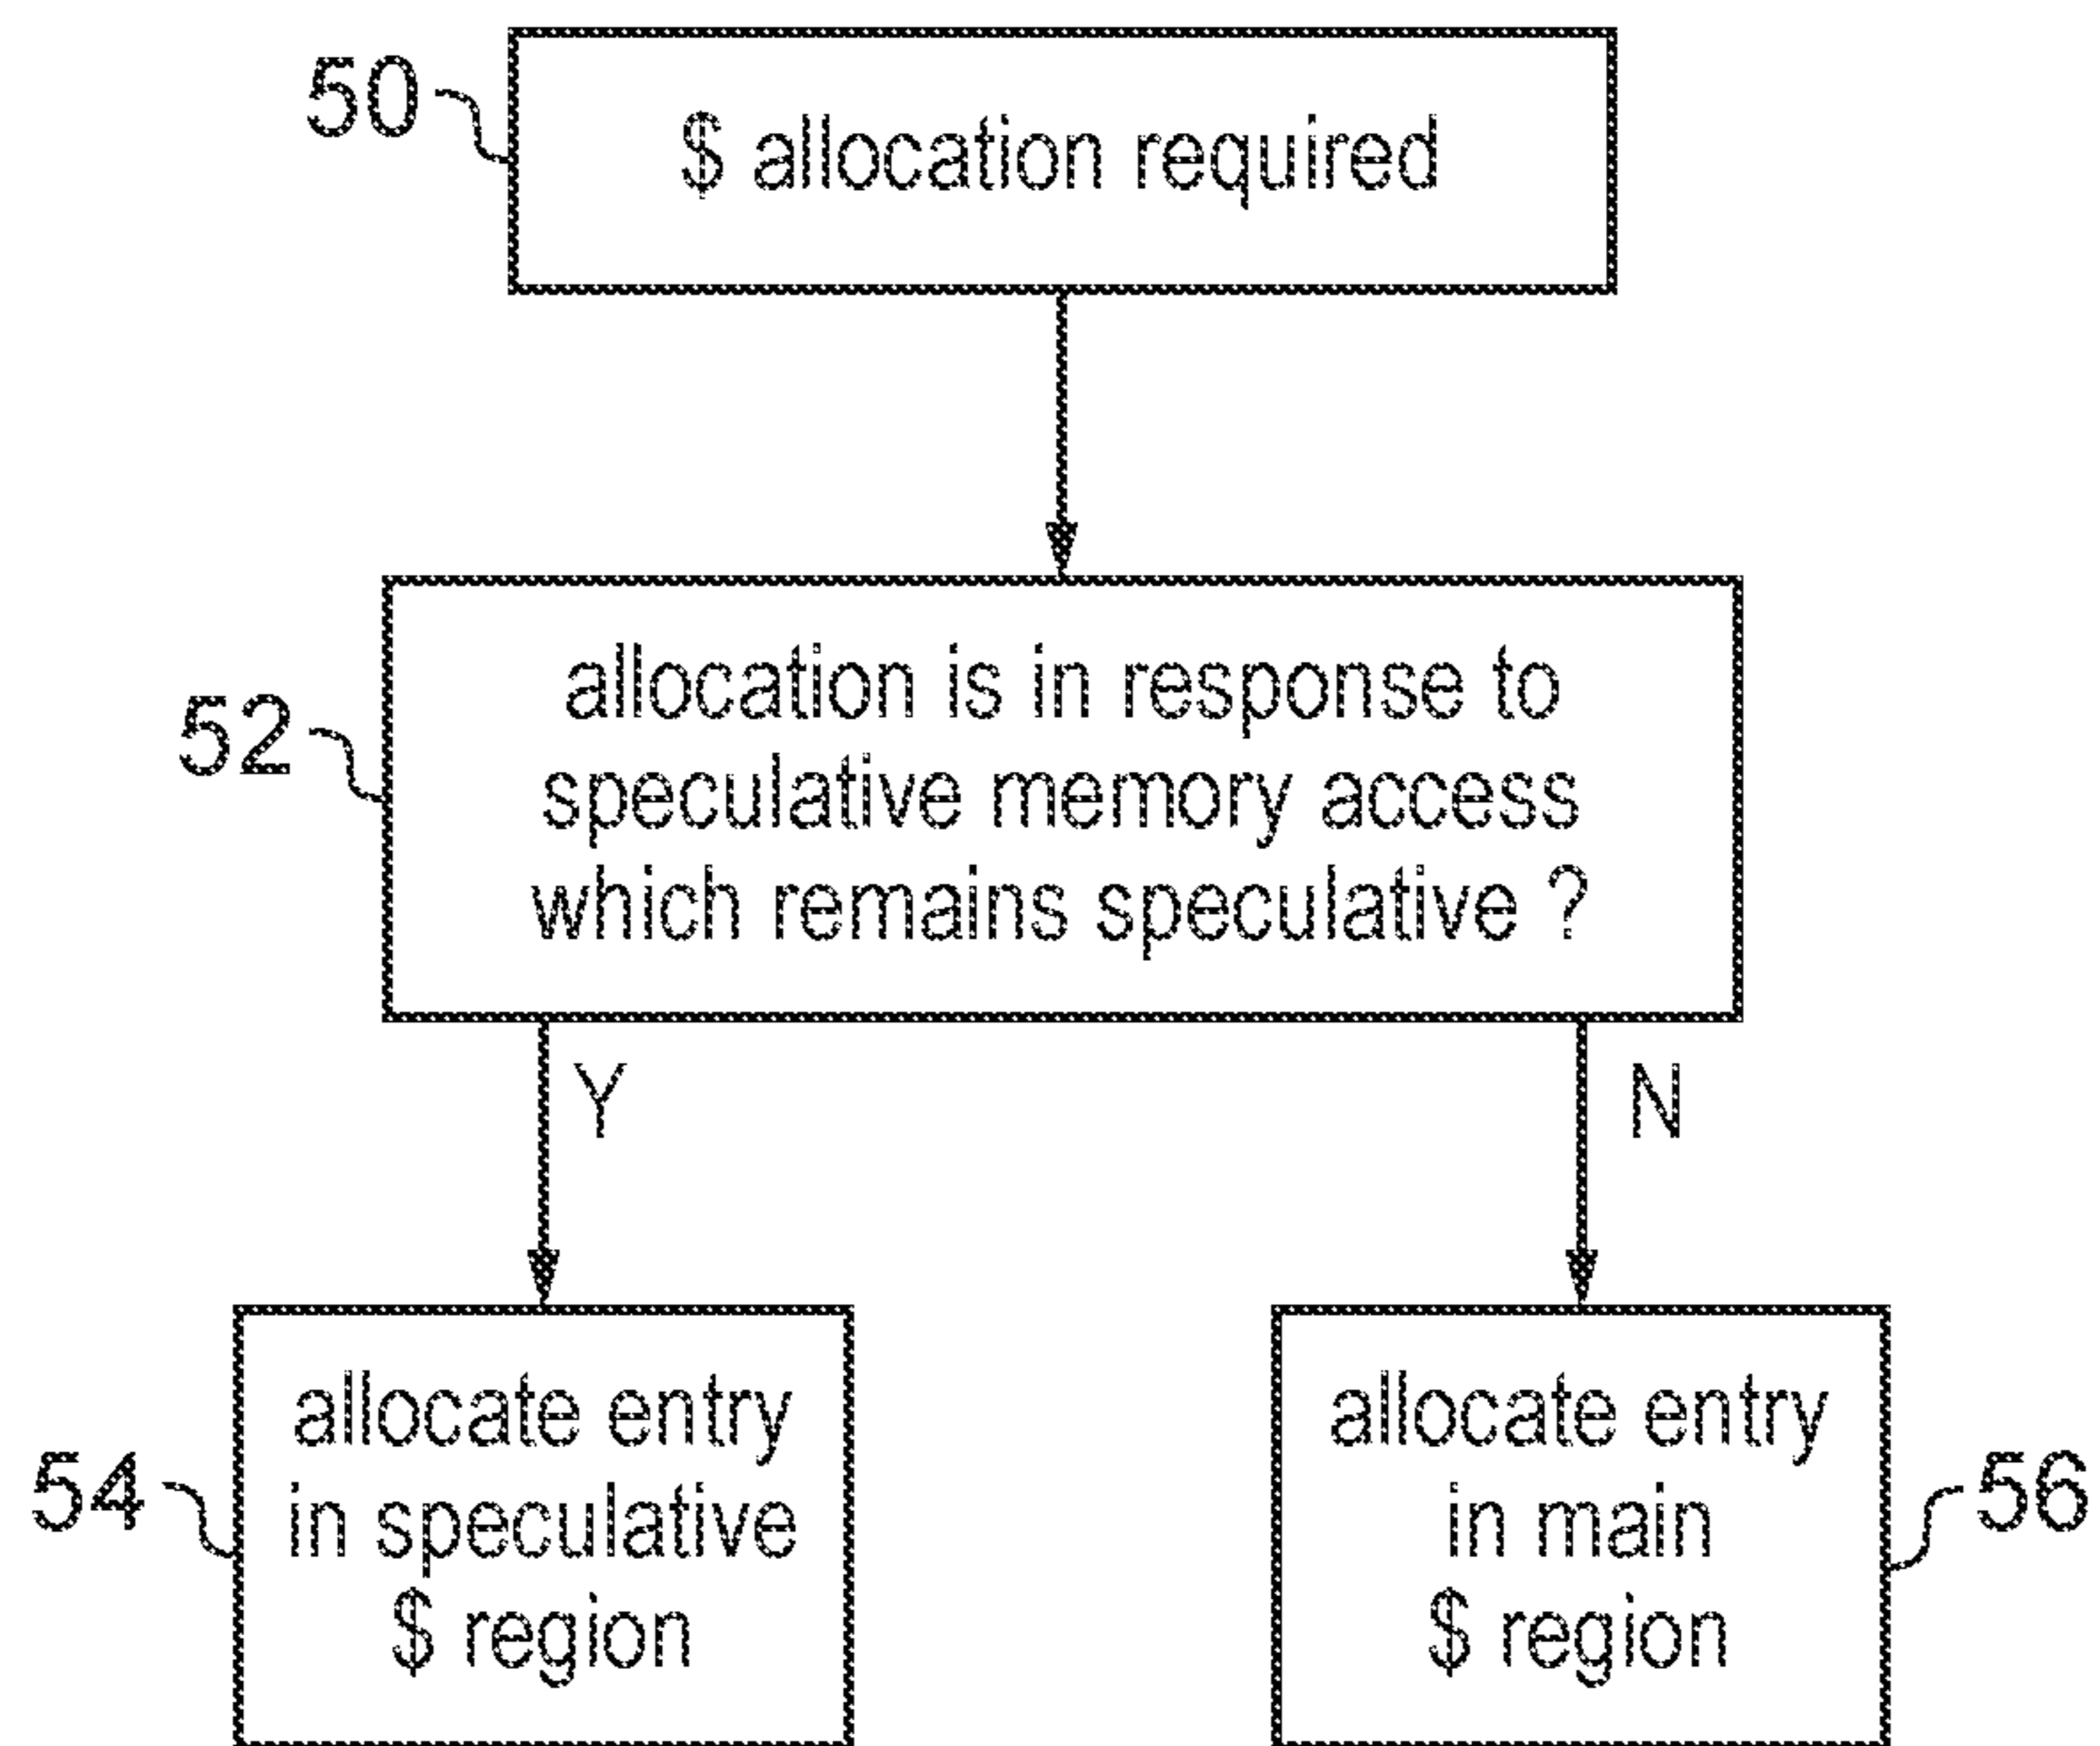 50
$ allocation required
52
allocation is in response to
speculative memory access
which remains speculative ?
Y
N
54
allocate entry
in speculative
$ region
allocate entry
in main
$ region
56